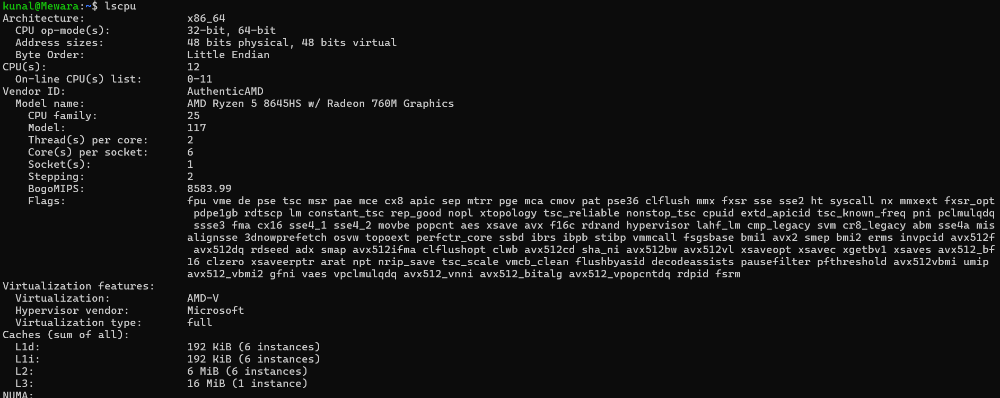 kunal@Mewara:~$ lscpu
Architecture:                x86_64
  CPU op-mode(s):            32-bit, 64-bit
  Address sizes:             48 bits physical, 48 bits virtual
  Byte Order:                Little Endian
CPU(s):                      12
  On-line CPU(s) list:       0-11
Vendor ID:                   AuthenticAMD
  Model name:                AMD Ryzen 5 8645HS w/ Radeon 760M Graphics
    CPU family:              25
    Model:                   117
    Thread(s) per core:      2
    Core(s) per socket:      6
    Socket(s):               1
    Stepping:                2
    BogoMIPS:                8583.99
    Flags:                   fpu vme de pse tsc msr pae mce cx8 apic sep mtrr pge mca cmov pat pse36 clflush mmx fxsr sse sse2 ht syscall nx mmxext fxsr_opt
                              pdpe1gb rdtscp lm constant_tsc rep_good nopl xtopology tsc_reliable nonstop_tsc cpuid extd_apicid tsc_known_freq pni pclmulqdq
                              ssse3 fma cx16 sse4_1 sse4_2 movbe popcnt aes xsave avx f16c rdrand hypervisor lahf_lm cmp_legacy svm cr8_legacy abm sse4a mis
                             alignsse 3dnowprefetch osvw topoext perfctr_core ssbd ibrs ibpb stibp vmmcall fsgsbase bmi1 avx2 smep bmi2 erms invpcid avx512f
                              avx512dq rdseed adx smap avx512ifma clflushopt clwb avx512cd sha_ni avx512bw avx512vl xsaveopt xsavec xgetbv1 xsaves avx512_bf
                             16 clzero xsaveerptr arat npt nrip_save tsc_scale vmcb_clean flushbyasid decodeassists pausefilter pfthreshold avx512vbmi umip
                             avx512_vbmi2 gfni vaes vpclmulqdq avx512_vnni avx512_bitalg avx512_vpopcntdq rdpid fsrm
Virtualization features:
  Virtualization:            AMD-V
  Hypervisor vendor:         Microsoft
  Virtualization type:       full
Caches (sum of all):
  L1d:                       192 KiB (6 instances)
  L1i:                       192 KiB (6 instances)
  L2:                        6 MiB (6 instances)
  L3:                        16 MiB (1 instance)
NUMA: